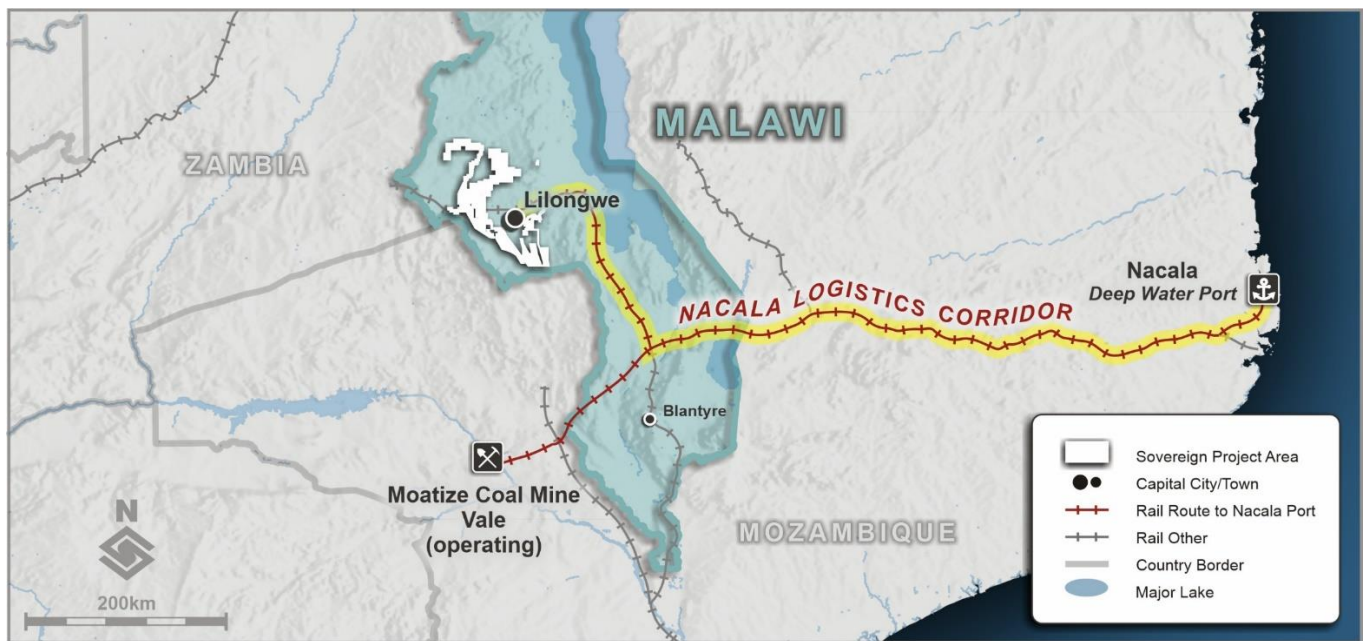 MALAWI
ZAMBIA
Lilongwe
Nacala
Deep Water Port
NACALA LOGISTICS CORRIDOR
Blantyre
Moatize Coal Mine
Vale
(operating)
MOZAMBIQUE
N
200km
Sovereign Project Area
Capital City/Town
Rail Route to Nacala Port
Rail Other
Country Border
Major Lake